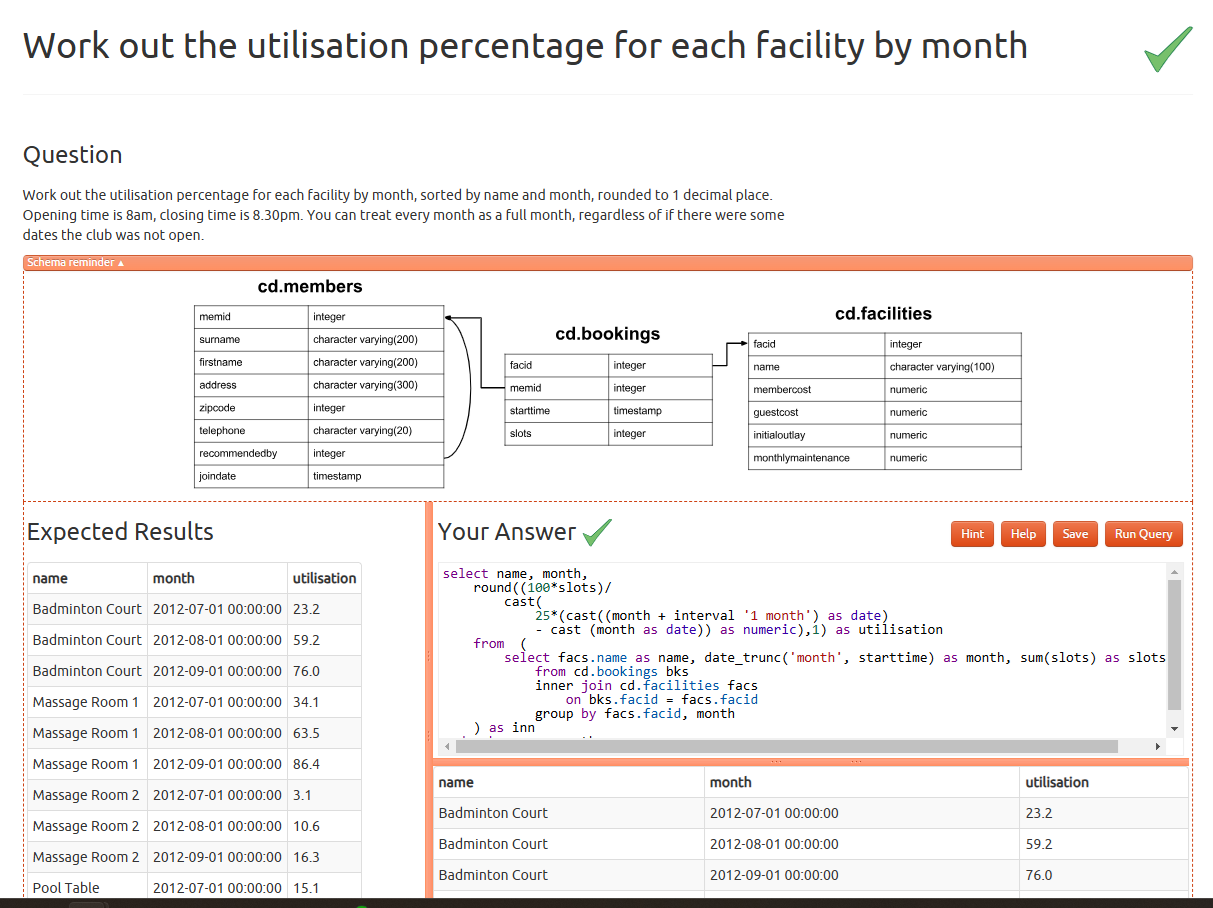 Work out the utilisation percentage for each facility by month
Question
Work out the utilisation percentage for each facility by month, sorted by name and month, rounded to 1 decimal place.
Opening time is 8am, closing time is 8.30pm. You can treat every month as a full month, regardless of if there were some
dates the club was not open.
Schema reminder ▲
cd.members
memid integer
surname character varying(200)
firstname character varying(200)
address character varying(300)
zipcode integer
telephone character varying(20)
recommendedby integer
joindate timestamp
cd.bookings
facid integer
memid integer
starttime timestamp
slots integer
cd.facilities
facid integer
name character varying(100)
membercost numeric
guestcost numeric
initialoutlay numeric
monthlymaintenance numeric
Expected Results
name month utilisation
Badminton Court 2012-07-01 00:00:00 23.2
Badminton Court 2012-08-01 00:00:00 59.2
Badminton Court 2012-09-01 00:00:00 76.0
Massage Room 1 2012-07-01 00:00:00 34.1
Massage Room 1 2012-08-01 00:00:00 63.5
Massage Room 1 2012-09-01 00:00:00 86.4
Massage Room 2 2012-07-01 00:00:00 3.1
Massage Room 2 2012-08-01 00:00:00 10.6
Massage Room 2 2012-09-01 00:00:00 16.3
Pool Table 2012-07-01 00:00:00 15.1
Your Answer
Hint Help Save Run Query
select name, month,
round((100*slots)/
cast(
25*(cast((month + interval '1 month') as date)
- cast (month as date)) as numeric),1) as utilisation
from (
select facs.name as name, date_trunc('month', starttime) as month, sum(slots) as slots
from cd.bookings bks
inner join cd.facilities facs
on bks.facid = facs.facid
group by facs.facid, month
) as inn
name month utilisation
Badminton Court 2012-07-01 00:00:00 23.2
Badminton Court 2012-08-01 00:00:00 59.2
Badminton Court 2012-09-01 00:00:00 76.0